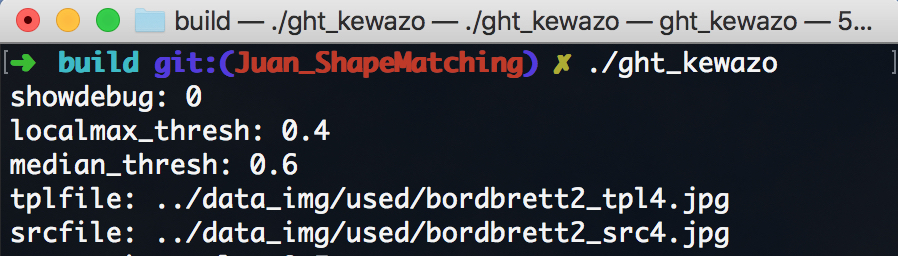 build — ./ght_kewazo — ./ght_kewazo — ght_kewazo — 5...
[➜ build git:(Juan_ShapeMatching) ✗ ./ght_kewazo ]
showdebug: 0
localmax_thresh: 0.4
median_thresh: 0.6
tplfile: ../data_img/used/bordbrett2_tpl4.jpg
srcfile: ../data_img/used/bordbrett2_src4.jpg